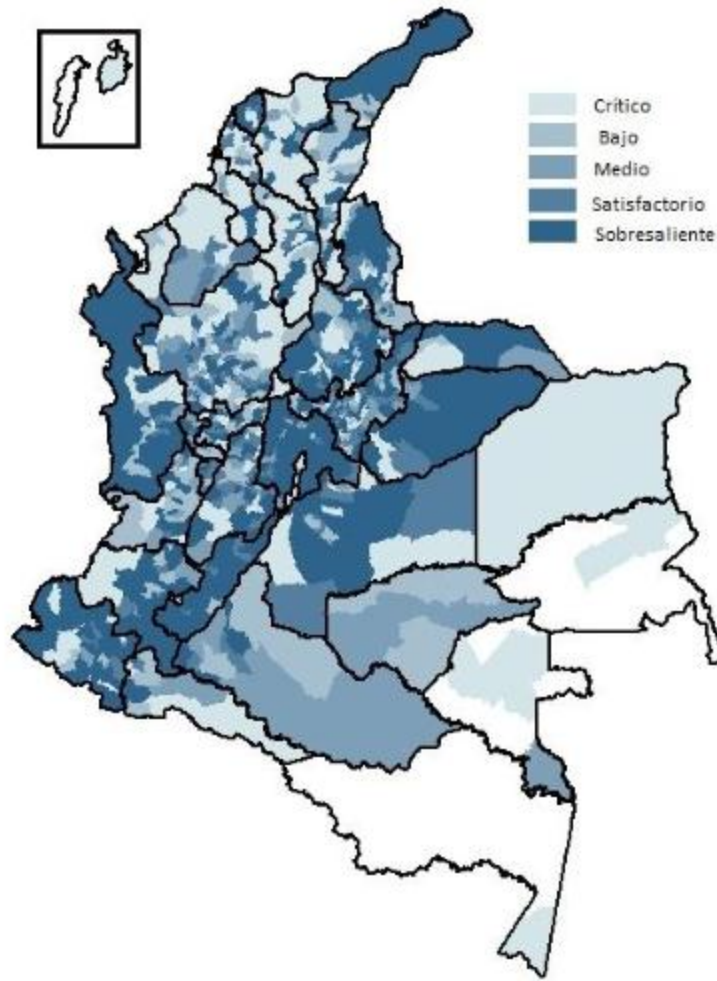 Crítico
Bajo
Medio
Satisfactorio
Sobresaliente